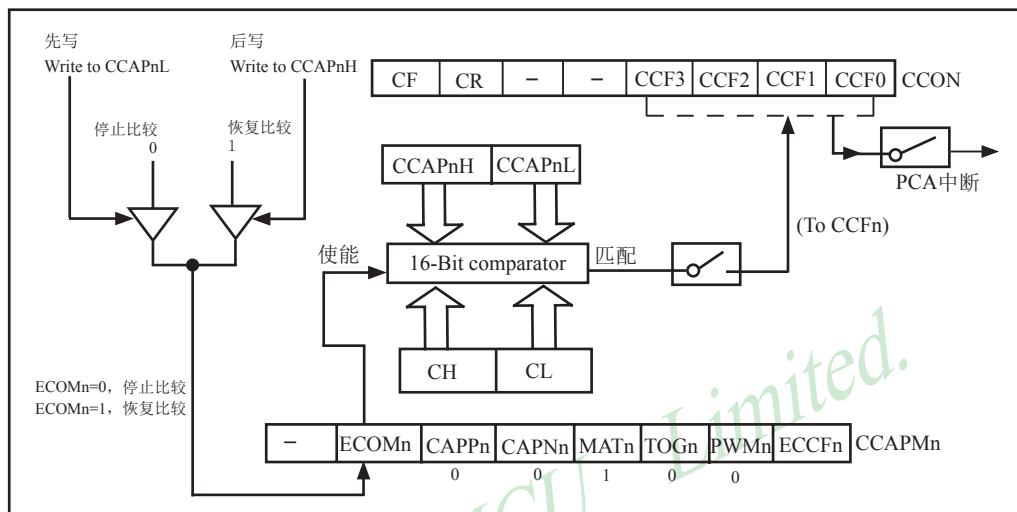 先写
Write to CCAPnL
后写
Write to CCAPnH
停止比较
0
恢复比较
1
CF CR – – CCF3 CCF2 CCF1 CCF0 CCON
PCA中断
CCAPnH CCAPnL
(To CCFn)
使能
16-Bit comparator
匹配
CH CL
ECOMn=0，停止比较
ECOMn=1，恢复比较
– ECOMn CAPPn CAPNn MATn TOGn PWMn ECCFn CCAPMn
0 0 1 0 0
MCU Limited.